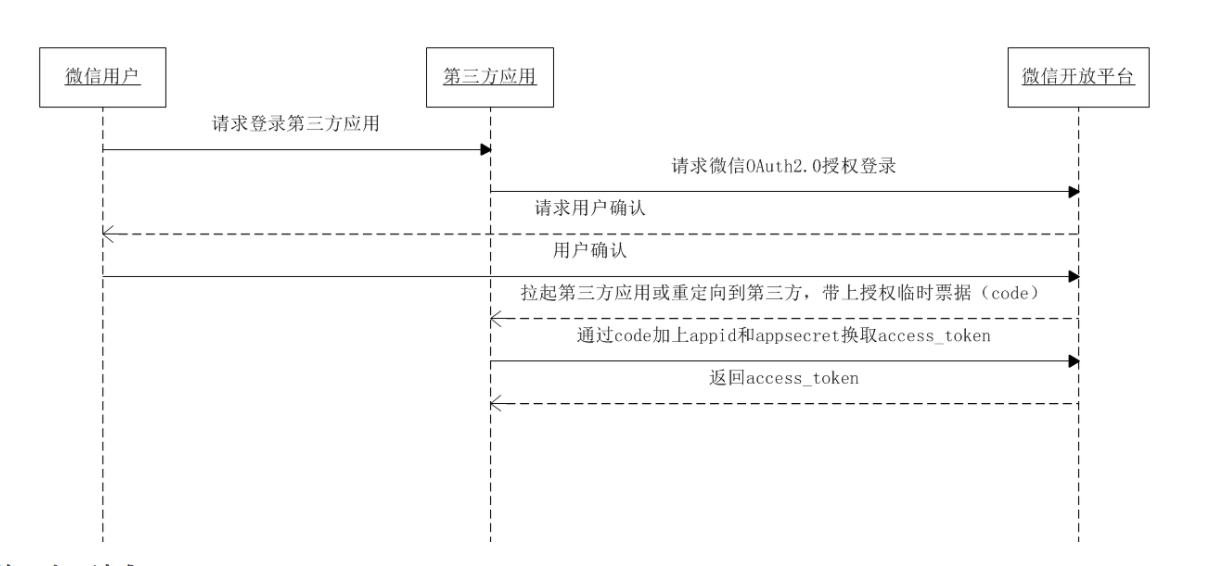 微信用户
第三方应用
微信开放平台
请求登录第三方应用
请求微信OAuth2.0授权登录
请求用户确认
用户确认
拉起第三方应用或重定向到第三方，带上授权临时票据（code）
通过code加上appid和appsecret换取access_token
返回access_token